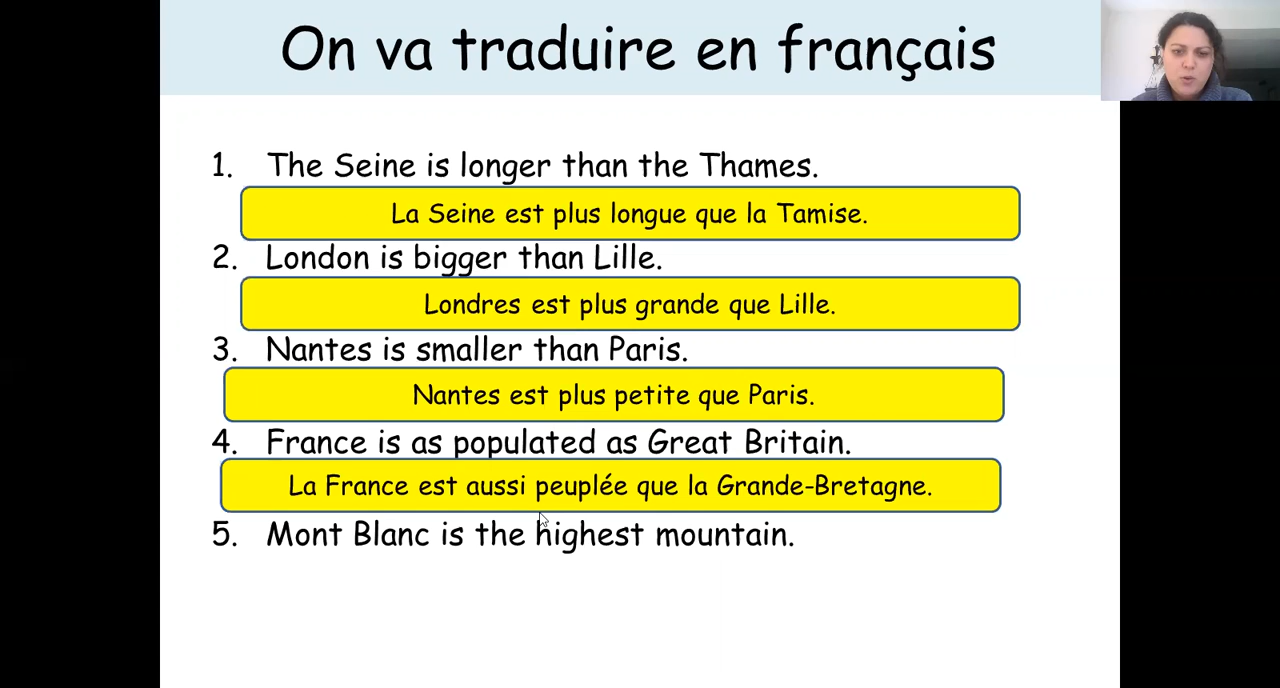 On va traduire en français
1. The Seine is longer than the Thames.
La Seine est plus longue que la Tamise.
2. London is bigger than Lille.
Londres est plus grande que Lille.
3. Nantes is smaller than Paris.
Nantes est plus petite que Paris.
4. France is as populated as Great Britain.
La France est aussi peuplée que la Grande-Bretagne.
5. Mont Blanc is the highest mountain.